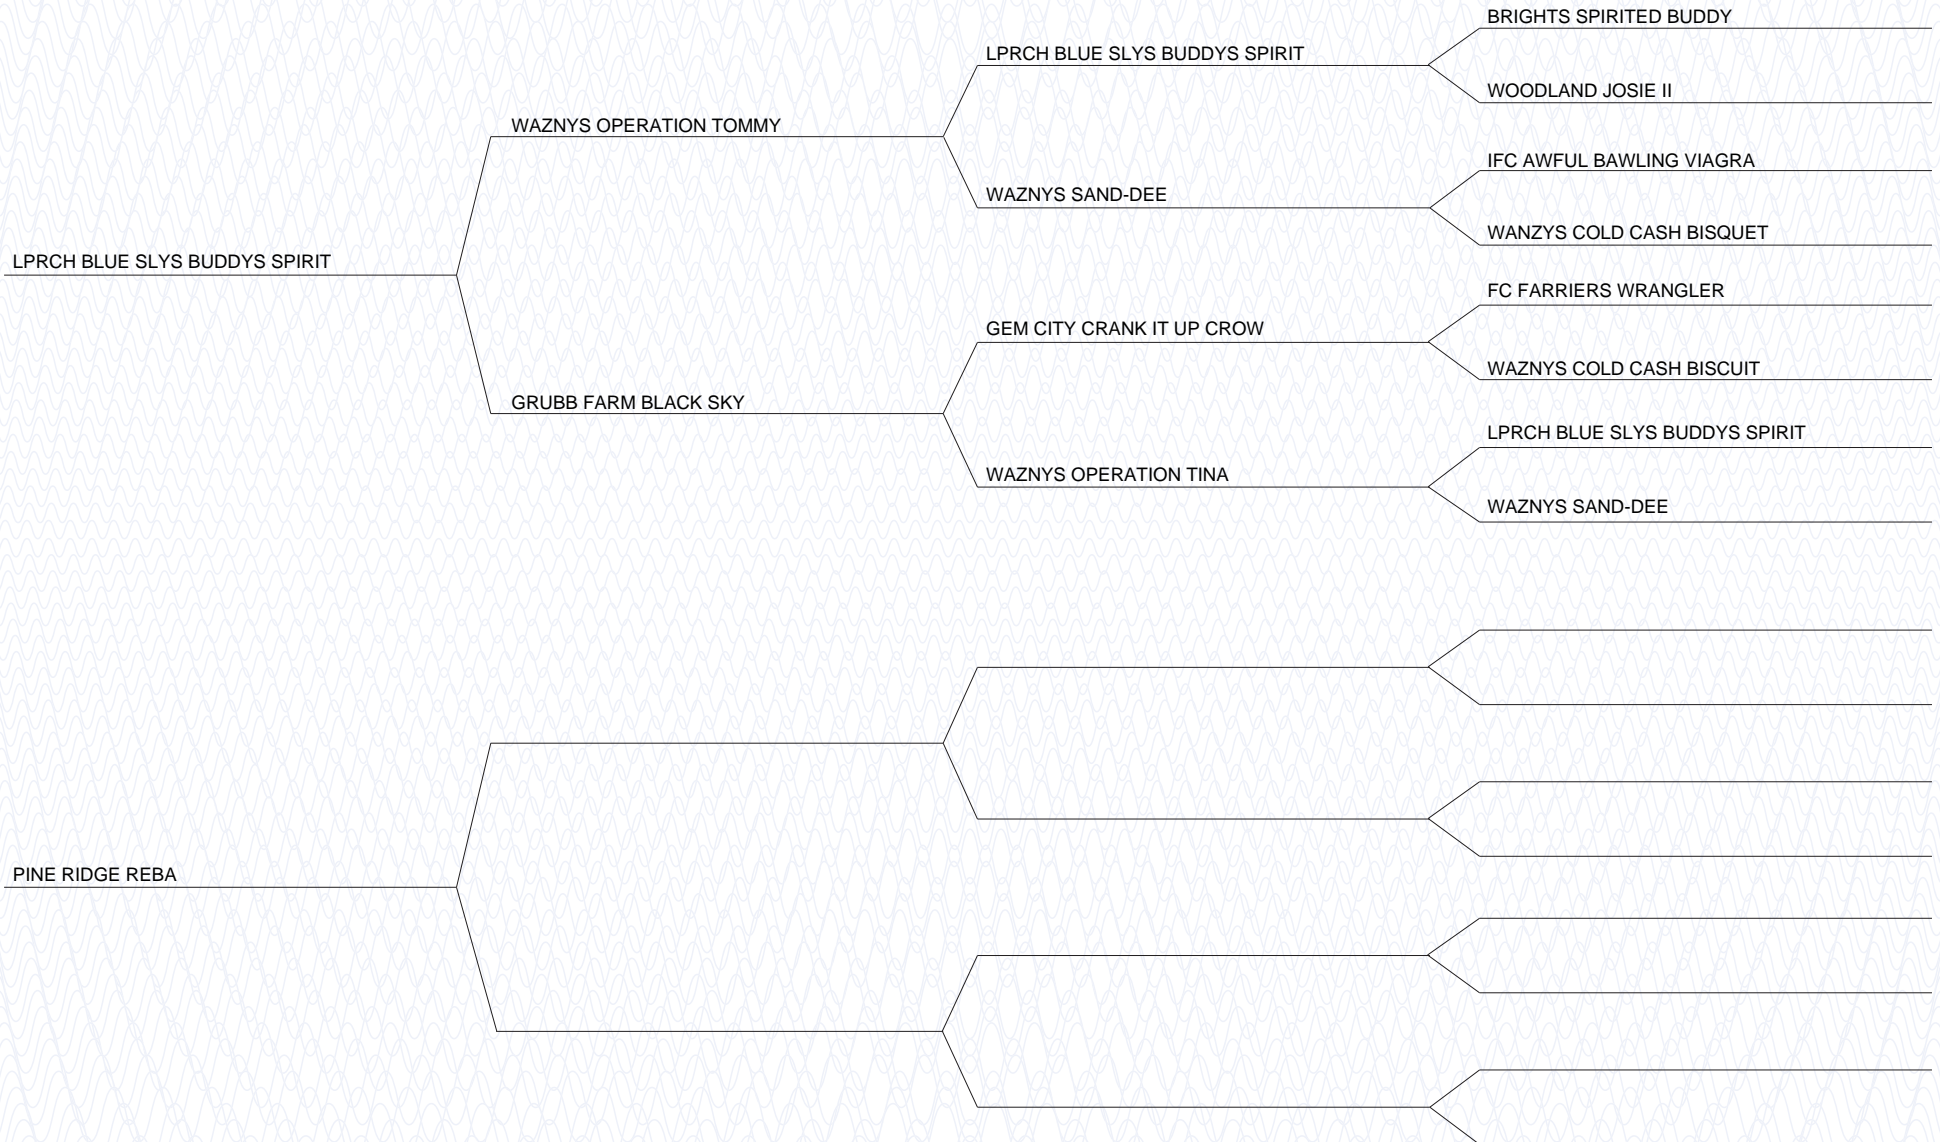 BRIGHTS SPIRITED BUDDY
LPRCH BLUE SLYS BUDDYS SPIRIT
WOODLAND JOSIE II
WAZNYS OPERATION TOMMY
IFC AWFUL BAWLING VIAGRA
WAZNYS SAND-DEE
WANZYS COLD CASH BISQUET
LPRCH BLUE SLYS BUDDYS SPIRIT
FC FARRIERS WRANGLER
GEM CITY CRANK IT UP CROW
WAZNYS COLD CASH BISCUIT
GRUBB FARM BLACK SKY
LPRCH BLUE SLYS BUDDYS SPIRIT
WAZNYS OPERATION TINA
WAZNYS SAND-DEE
PINE RIDGE REBA